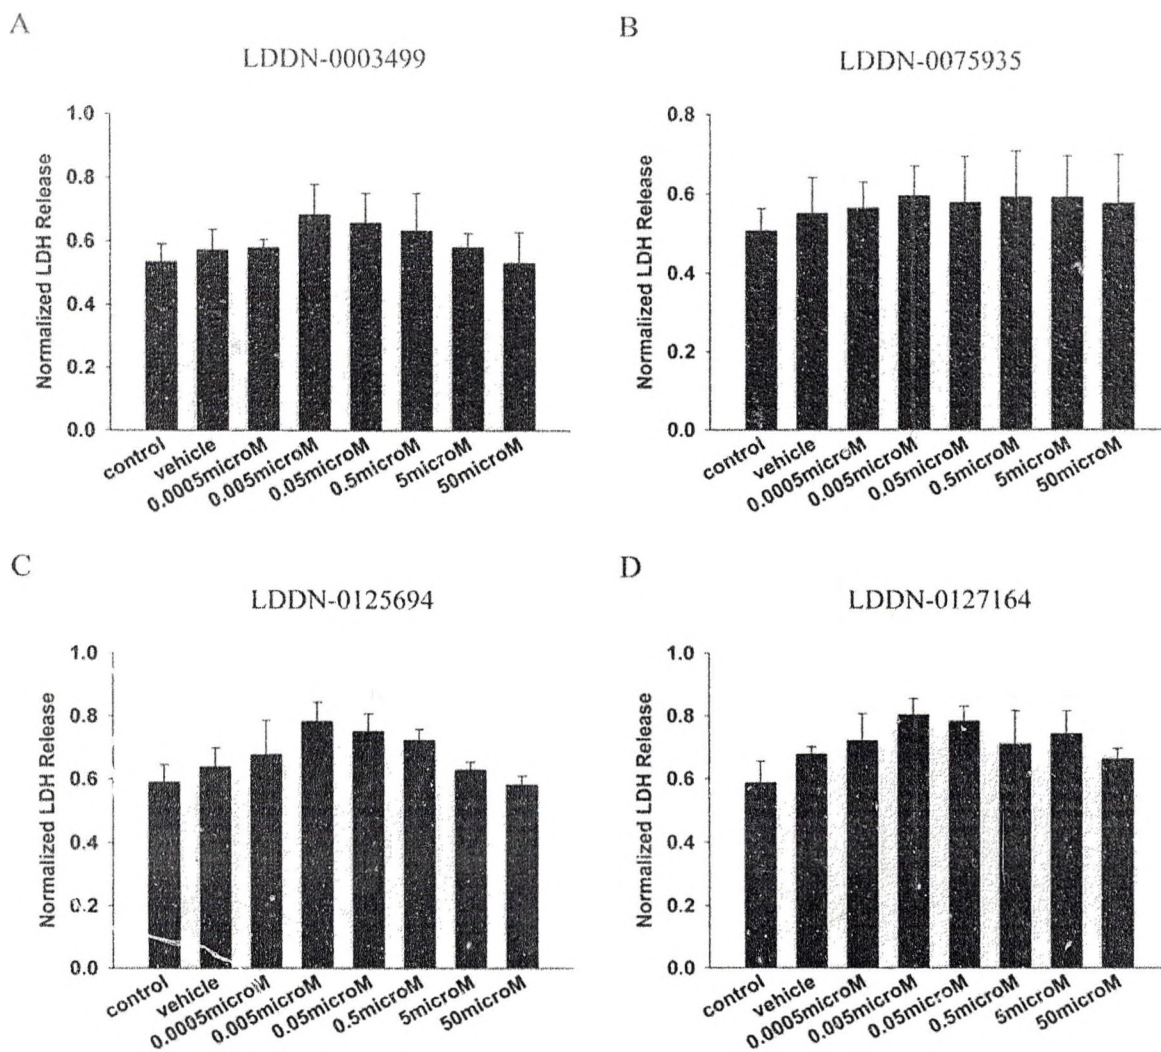 A
LDDN-0003499
Normalized LDH Release
1.0
0.8
0.6
0.4
0.2
0.0
control
vehicle
0.0005microM
0.005microM
0.05microM
0.5microM
5microM
50microM
B
LDDN-0075935
Normalized LDH Release
0.8
0.6
0.4
0.2
0.0
control
vehicle
0.0005microM
0.005microM
0.05microM
0.5microM
5microM
50microM
C
LDDN-0125694
Normalized LDH Release
1.0
0.8
0.6
0.4
0.2
0.0
control
vehicle
0.0005microM
0.005microM
0.05microM
0.5microM
5microM
50microM
D
LDDN-0127164
Normalized LDH Release
1.0
0.8
0.6
0.4
0.2
0.0
control
vehicle
0.0005microM
0.005microM
0.05microM
0.5microM
5microM
50microM